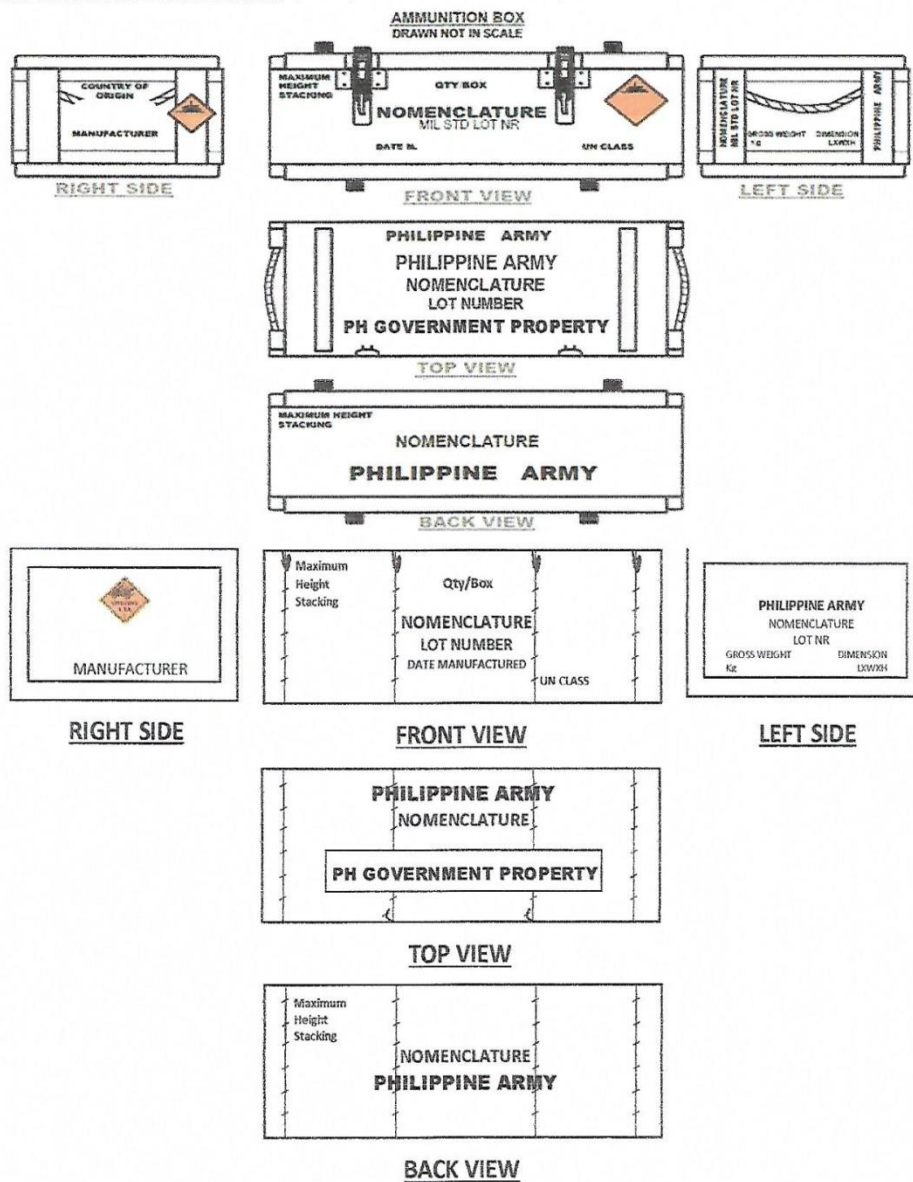 AMMUNITION BOX
DRAWN NOT IN SCALE
COUNTRY OF
ORIGIN
MANUFACTURER
RIGHT SIDE
MAXIMUM
HEIGHT
STACKING
QTY BOX
NOMENCLATURE
MIL STD LOT NR
DATE M.
UN CLASS
FRONT VIEW
NOMENCLATURE
MIL STD LOT NR
GROSS WEIGHT DIMENSION
Kg LXWXH
PHILIPPINE ARMY
LEFT SIDE
PHILIPPINE ARMY
PHILIPPINE ARMY
NOMENCLATURE
LOT NUMBER
PH GOVERNMENT PROPERTY
TOP VIEW
MAXIMUM HEIGHT
STACKING
NOMENCLATURE
PHILIPPINE ARMY
BACK VIEW
MANUFACTURER
RIGHT SIDE
Maximum
Height
Stacking
Qty/Box
NOMENCLATURE
LOT NUMBER
DATE MANUFACTURED
UN CLASS
FRONT VIEW
PHILIPPINE ARMY
NOMENCLATURE
LOT NR
GROSS WEIGHT DIMENSION
Kg LXWXH
LEFT SIDE
PHILIPPINE ARMY
NOMENCLATURE
PH GOVERNMENT PROPERTY
TOP VIEW
Maximum
Height
Stacking
NOMENCLATURE
PHILIPPINE ARMY
BACK VIEW